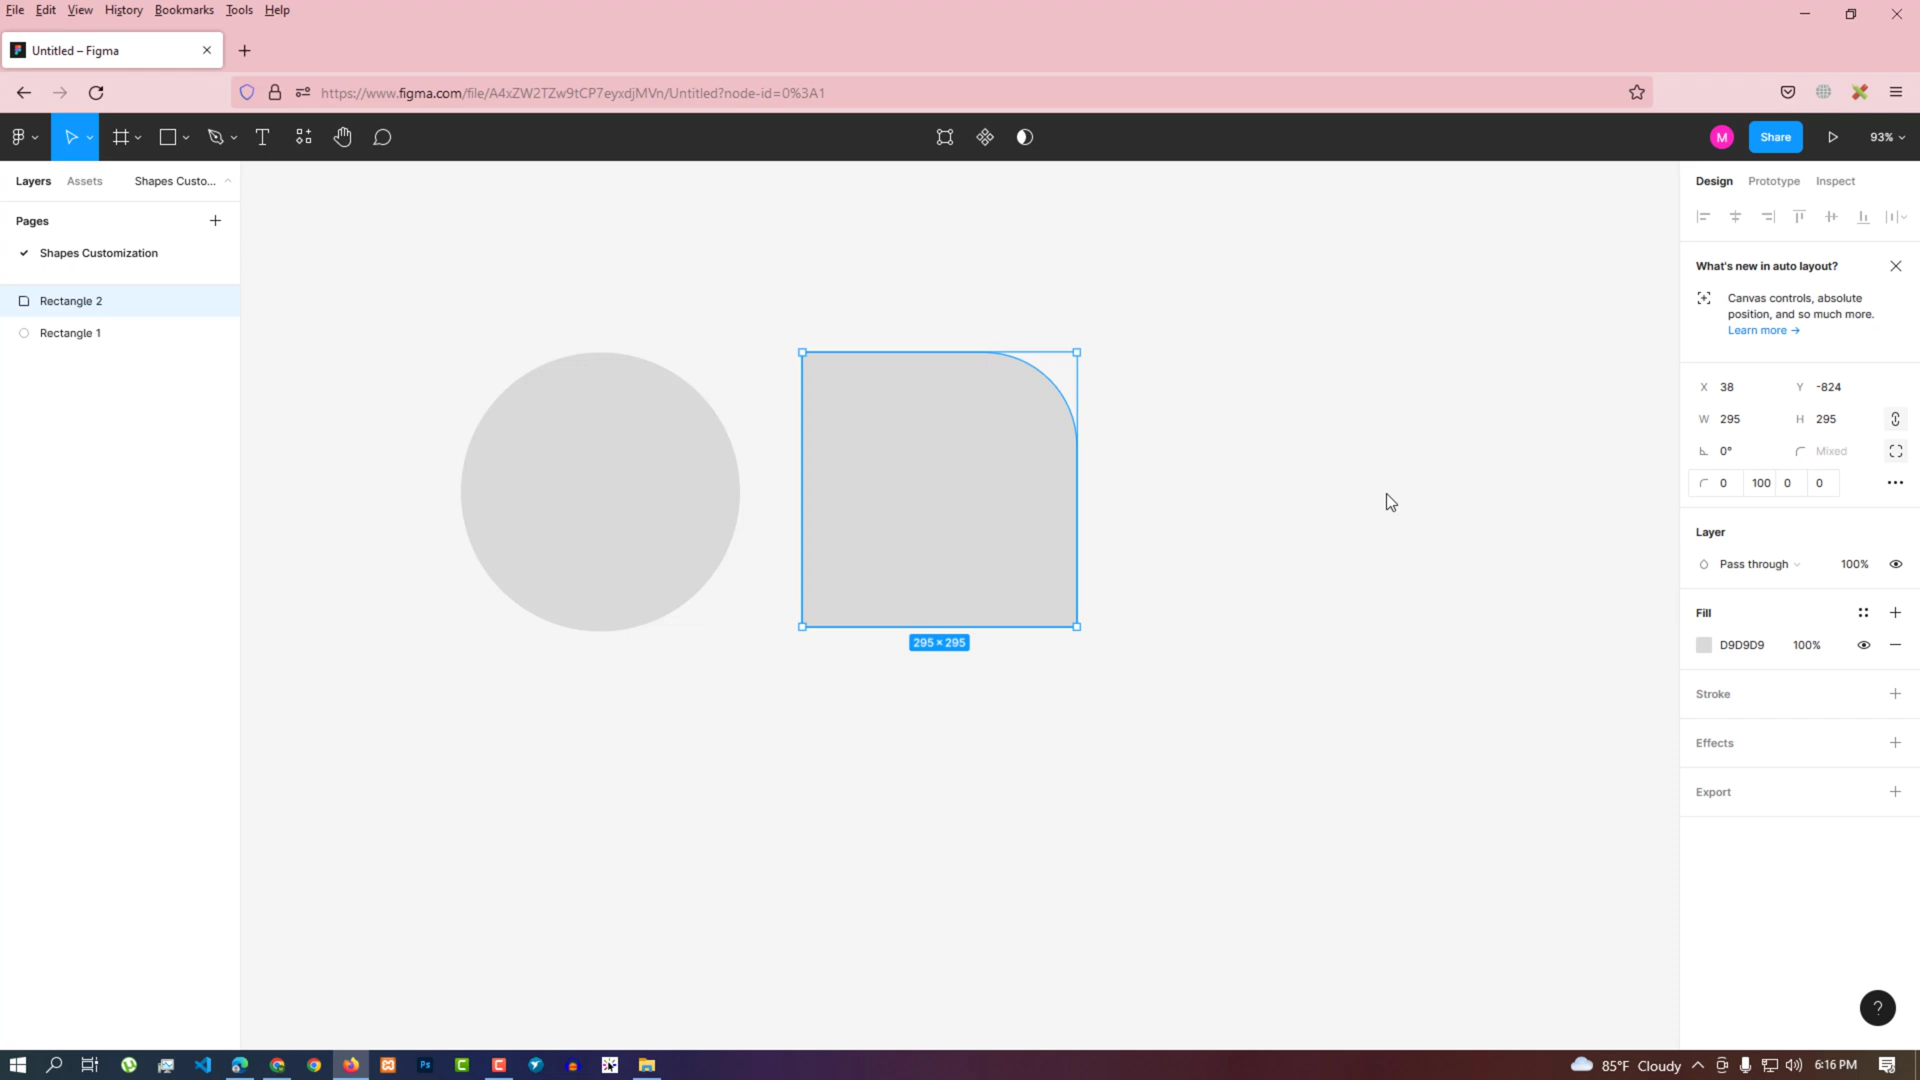 File Edit View History Bookmarks Tools Help
Untitled – Figma
https://www.figma.com/file/A4xZW2TZw9tCP7eyxdjMVn/Untitled?node-id=0%3A1
M Share 93%
Layers Assets Shapes Custo...
Design Prototype Inspect
Pages
Shapes Customization
Rectangle 2
Rectangle 1
295 × 295
What's new in auto layout?
Canvas controls, absolute
position, and so much more.
Learn more →
X 38 Y -824
W 295 H 295
0° Mixed
0 100 0 0
Layer
Pass through 100%
Fill
D9D9D9 100%
Stroke
Effects
Export
?
Ps
85°F Cloudy 6:16 PM